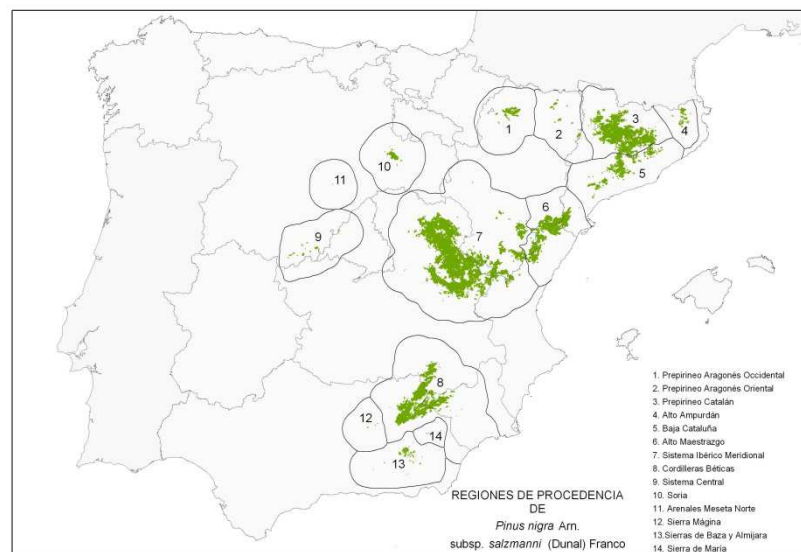 1
2
3
4
5
6
7
8
9
10
11
12
13
14
REGIONES DE PROCEDENCIA
DE
Pinus nigra Arn.
subsp. salzmanni (Dunal) Franco
1. Prepirineo Aragonés Occidental
2. Prepirineo Aragonés Oriental
3. Prepirineo Catalán
4. Alto Ampurdán
5. Baja Cataluña
6. Alto Maestrazgo
7. Sistema Ibérico Meridional
8. Cordilleras Béticas
9. Sistema Central
10. Soria
11. Arenales Meseta Norte
12. Sierra Mágina
13.Sierras de Baza y Almijara
14. Sierra de María